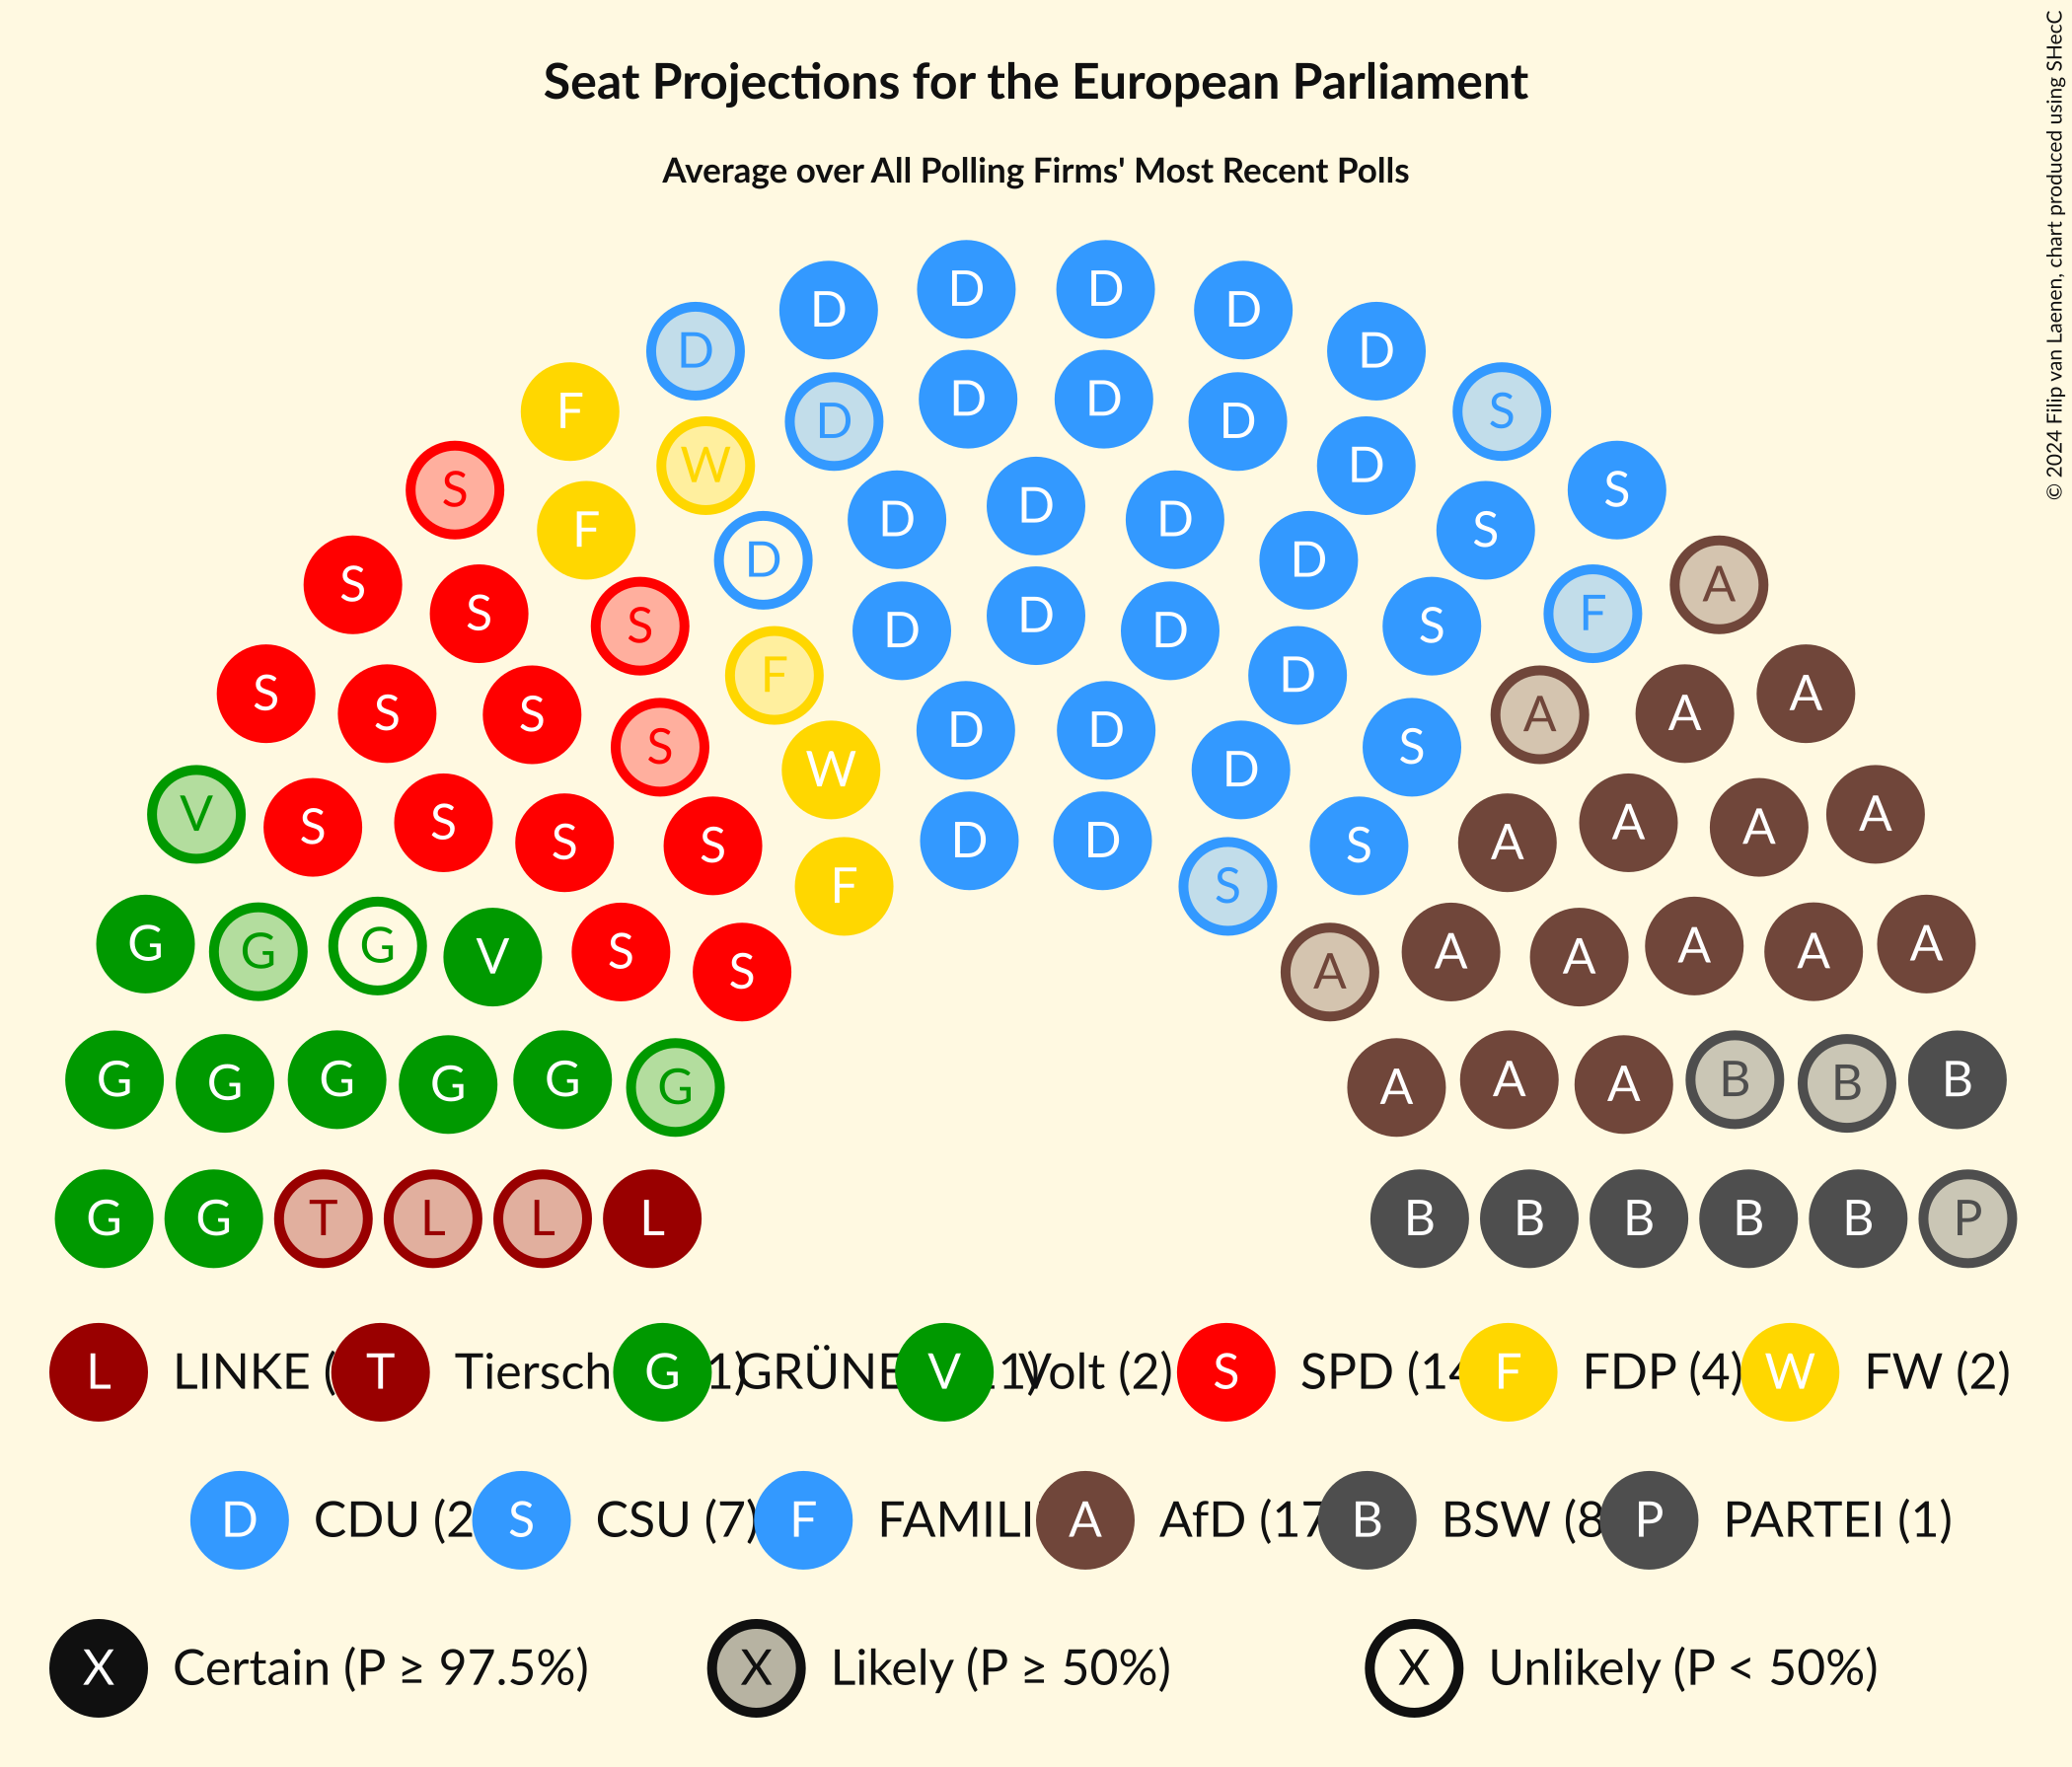 Seat Projections for the European Parliament
Average over All Polling Firms' Most Recent Polls
© 2024 Filip van Laenen, chart produced using SHecC
D D
D D
D D
D D
F S
D D
W D
S S
D
D D
F S
D D
S A
S D F
S S
D D
F D
S A
S S A A
D D
S S
W D
V A
S A
S A
D D
S A
S S
F S
G A
G G A A
G V S S A A A
S A
G G G A A B B
G G G A A B
G G T L L L B B B B B P
L LINKE ( T Tiersch G 1) GRÜNE V 1) Volt (2) S SPD (14 F FDP (4) W FW (2)
D CDU (2 S CSU (7) F FAMILI A AfD (17 B BSW (8 P PARTEI (1)
X Certain (P ≥ 97.5%) X Likely (P ≥ 50%) X Unlikely (P < 50%)